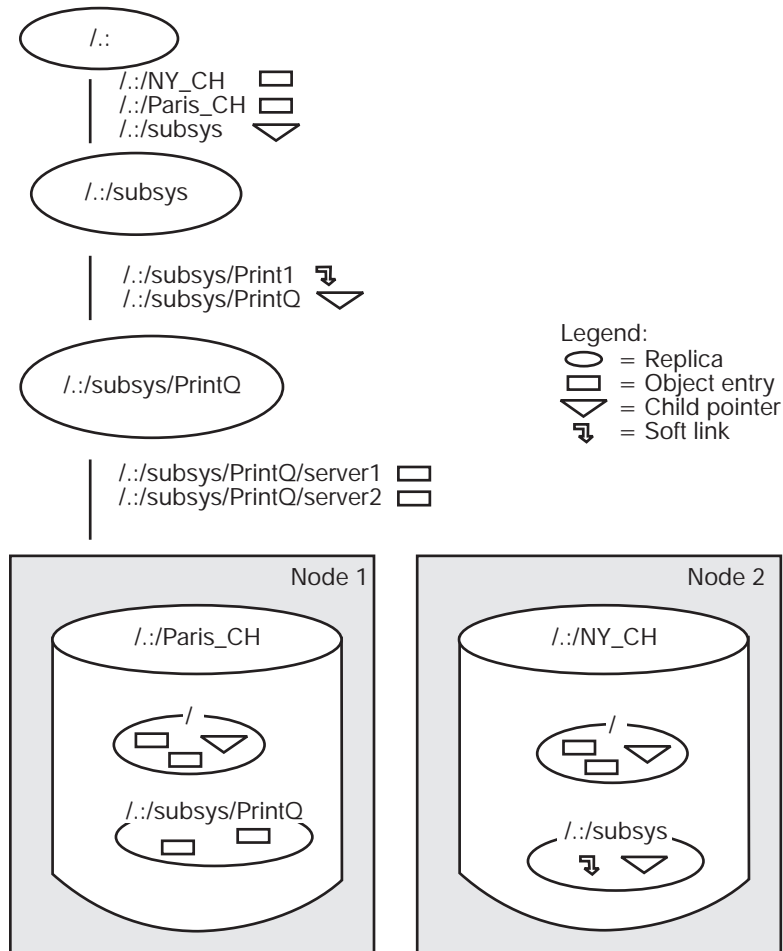 /.:
/.:/NY_CH
/.:/Paris_CH
/.:/subsys
/.:/subsys
/.:/subsys/Print1
/.:/subsys/PrintQ
Legend:
= Replica
= Object entry
= Child pointer
= Soft link
/.:/subsys/PrintQ
/.:/subsys/PrintQ/server1
/.:/subsys/PrintQ/server2
Node 1
/.:/Paris_CH
/
/.:/subsys/PrintQ
Node 2
/.:/NY_CH
/
/.:/subsys